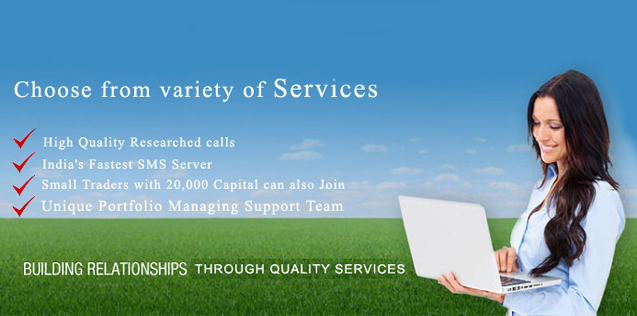 Choose from variety of Services
High Quality Researched calls
India's Fastest SMS Server
Small Traders with 20,000 Capital can also Join
Unique Portfolio Managing Support Team
BUILDING RELATIONSHIPS THROUGH QUALITY SERVICES